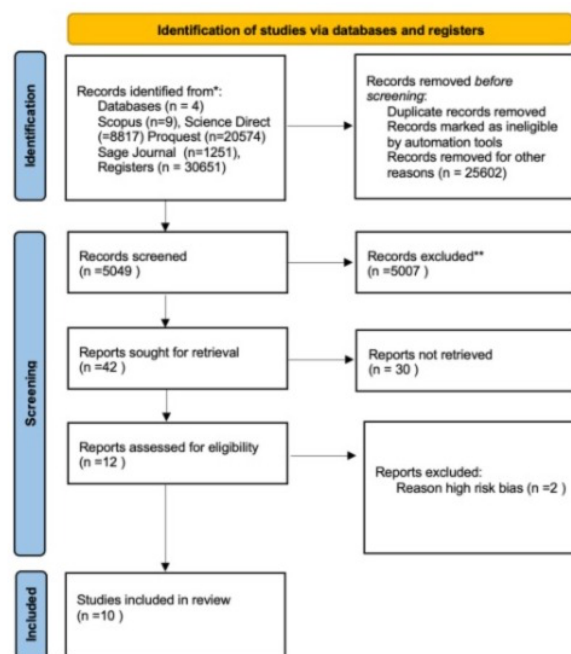 Identification of studies via databases and registers
Identification
Records identified from*:
Databases (n = 4)
Scopus (n=9), Science Direct
(=8817) Proquest (n=20574)
Sage Journal (n=1251),
Registers (n = 30651)
Records removed before
screening:
Duplicate records removed
Records marked as ineligible
by automation tools
Records removed for other
reasons (n = 25602)
Screening
Records screened
(n =5049 )
Records excluded**
(n =5007 )
Reports sought for retrieval
(n =42 )
Reports not retrieved
(n = 30 )
Reports assessed for eligibility
(n =12 )
Reports excluded:
Reason high risk bias (n =2 )
Included
Studies included in review
(n =10 )